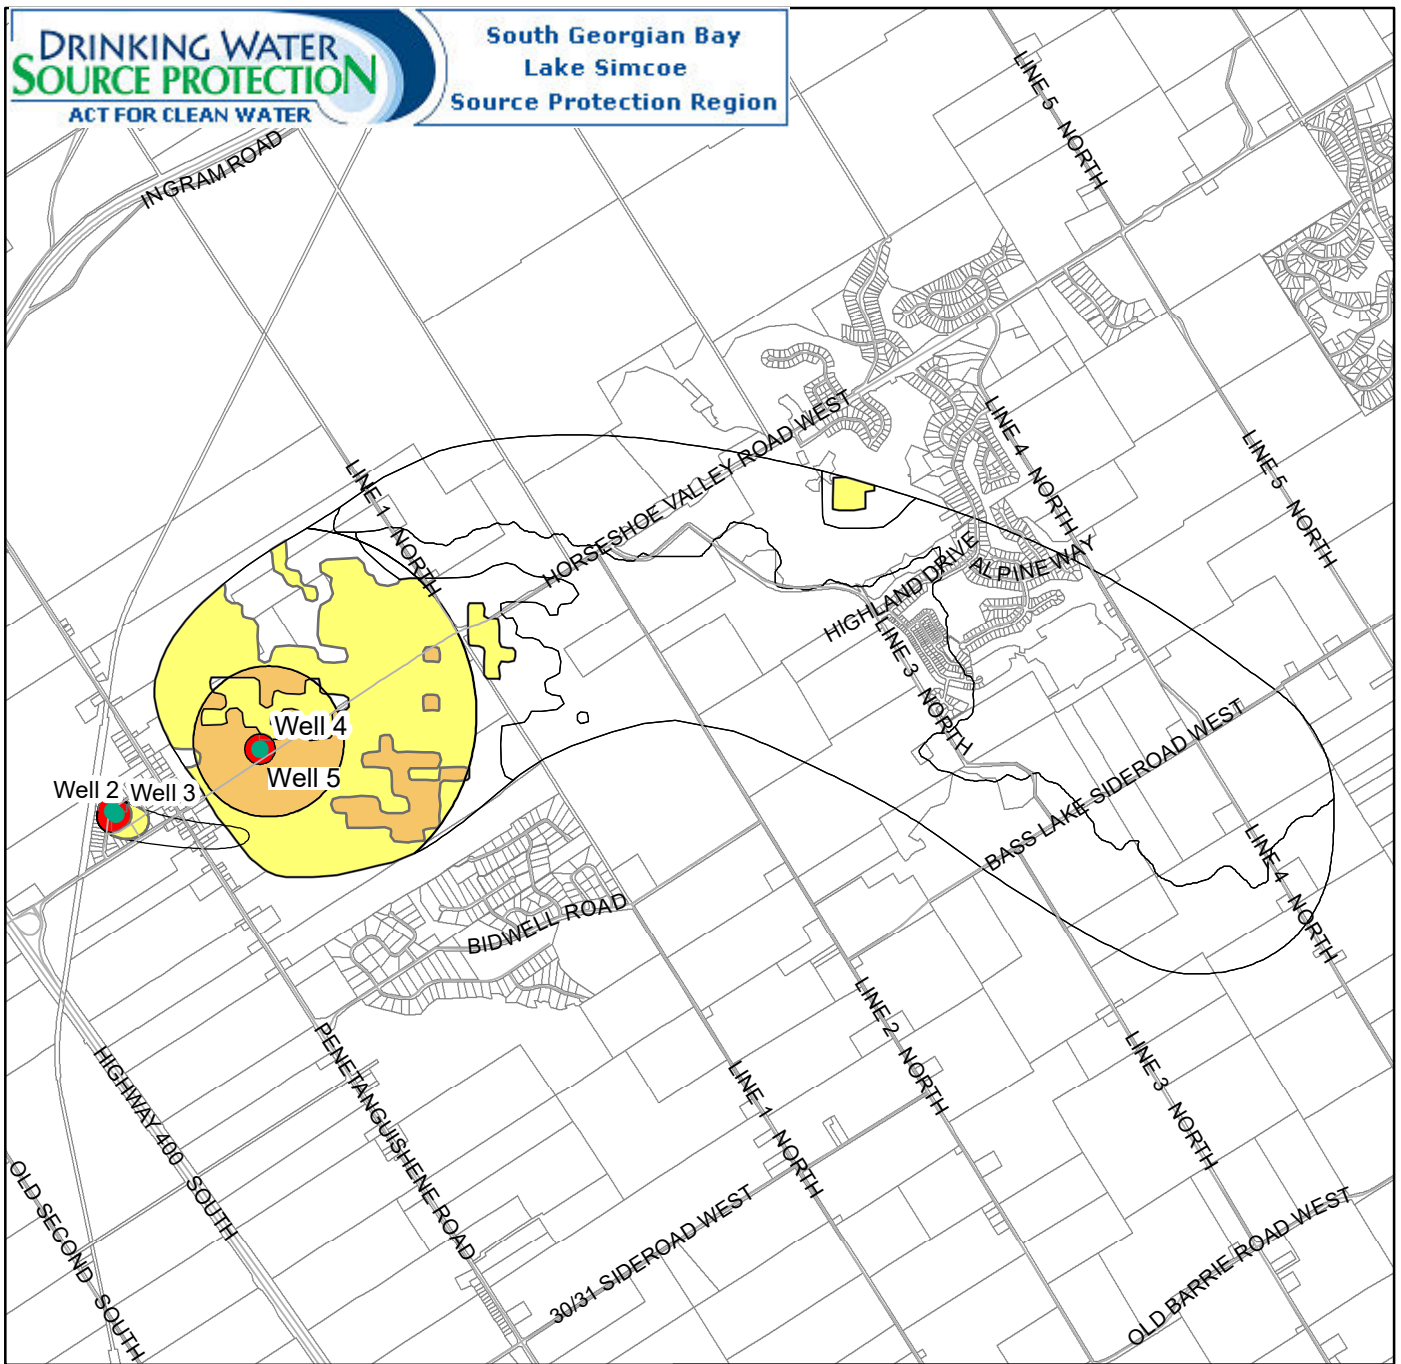 DRINKING WATER
SOURCE PROTECTION
ACT FOR CLEAN WATER
South Georgian Bay
Lake Simcoe
Source Protection Region
INGRAM ROAD
LINE 5 NORTH
LINE 1 NORTH
HORSESHOE VALLEY ROAD WEST
LINE 4 NORTH
LINE 5 NORTH
HIGHLAND DRIVE
ALPINE WAY
LINE 3 NORTH
Well 4
Well 5
Well 2
Well 3
BASS LAKE SIDEROAD WEST
LINE 4 NORTH
BIDWELL ROAD
LINE 2 NORTH
PENETANGUISHENE ROAD
HIGHWAY 400 SOUTH
LINE 1 NORTH
LINE 3 NORTH
OLD SECOND SOUTH
30/31 SIDEROAD WEST
OLD BARRIE ROAD WEST